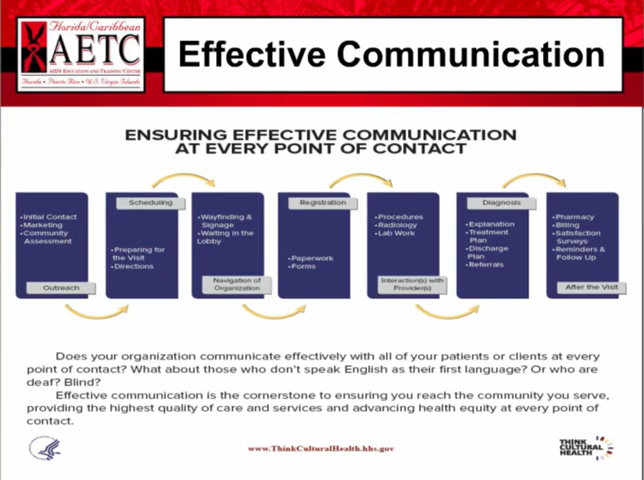 Florida/Caribbean
AETC
AIDS EDUCATION AND TRAINING CENTER
Florida • Puerto Rico • U.S. Virgin Islands
Effective Communication
ENSURING EFFECTIVE COMMUNICATION
AT EVERY POINT OF CONTACT
•Initial Contact
•Marketing
•Community
Assessment
Outreach
Scheduling
•Preparing for
the Visit
•Directions
•Wayfinding &
Signage
•Waiting in the
Lobby
Navigation of
Organization
Registration
•Paperwork
•Forms
•Procedures
•Radiology
•Lab Work
Interaction(s) with
Provider(s)
Diagnosis
•Explanation
•Treatment
Plan
•Discharge
Plan
•Referrals
•Pharmacy
•Billing
•Satisfaction
Surveys
•Reminders &
Follow Up
After the Visit
Does your organization communicate effectively with all of your patients or clients at every
point of contact? What about those who don't speak English as their first language? Or who are
deaf? Blind?
Effective communication is the cornerstone to ensuring you reach the community you serve,
providing the highest quality of care and services and advancing health equity at every point of
contact.
www.ThinkCulturalHealth.hhs.gov
THINK
CULTURAL
HEALTH